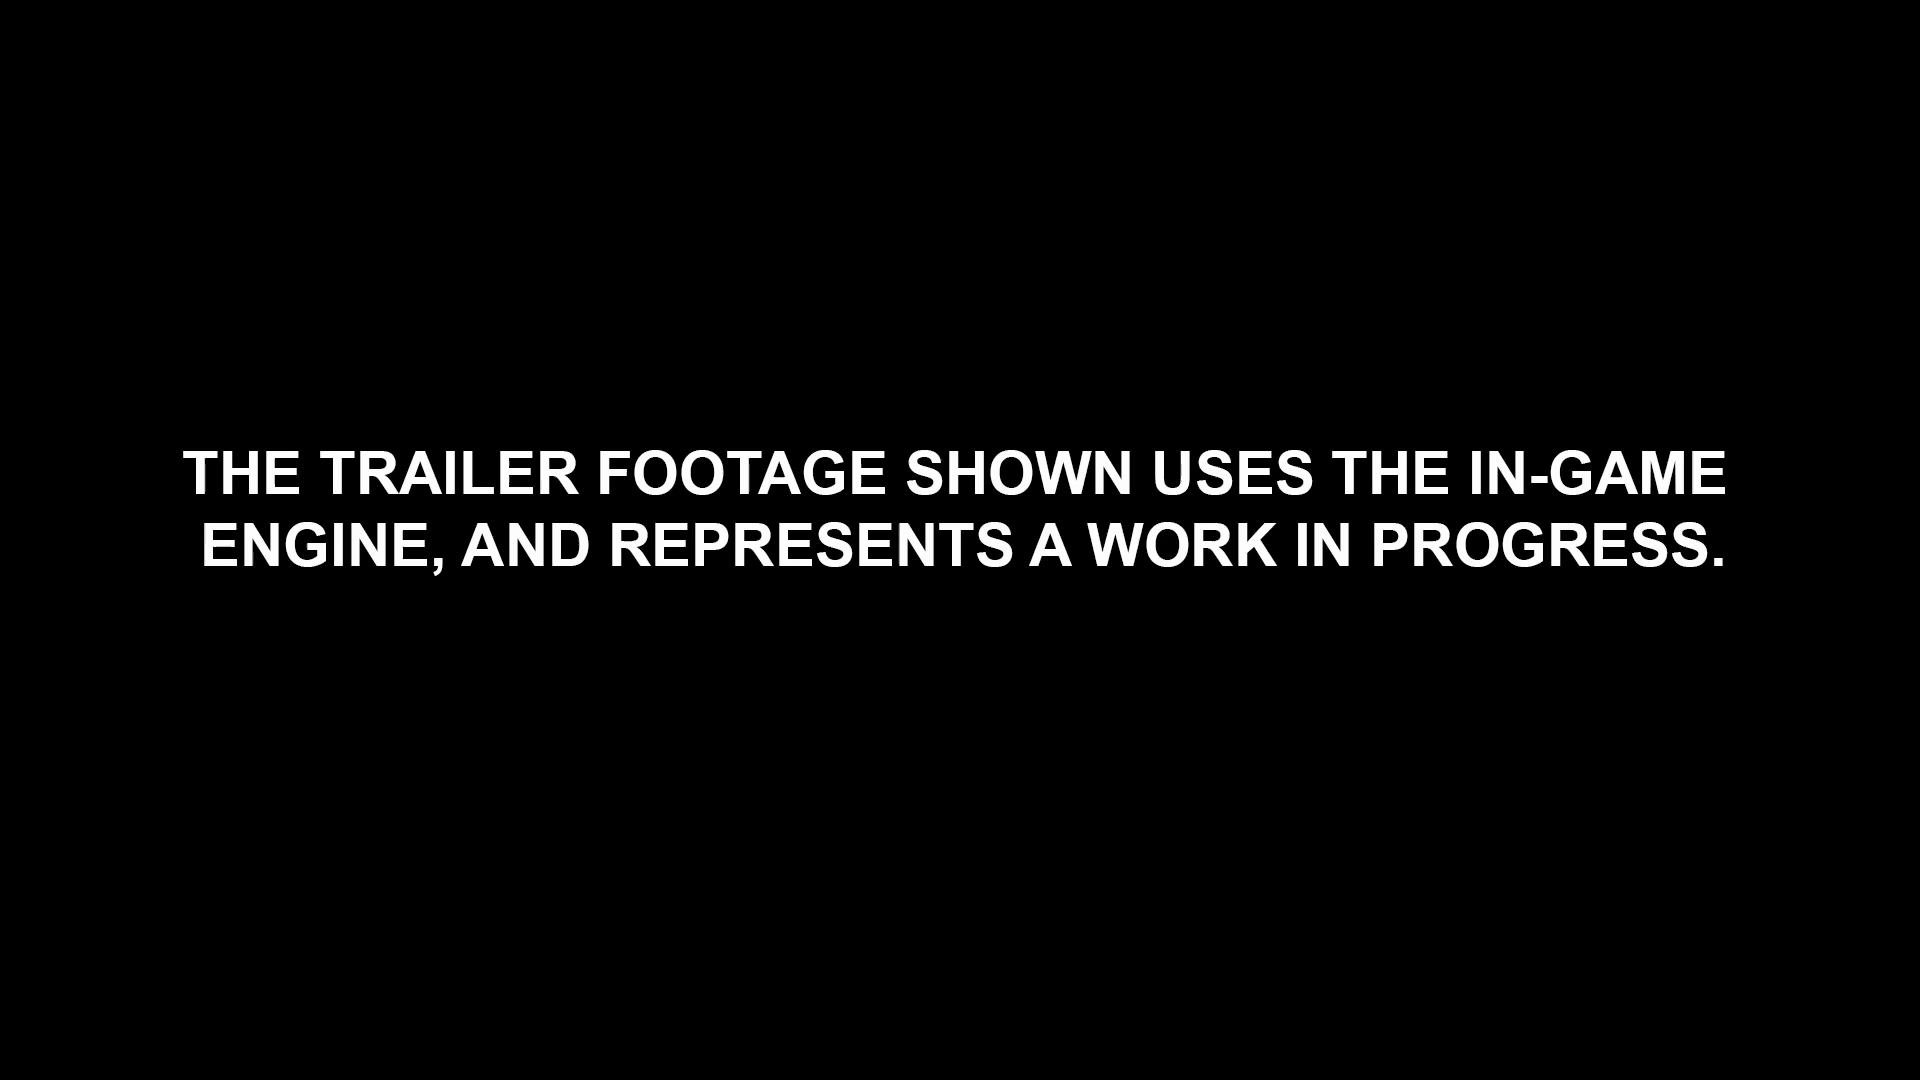 THE TRAILER FOOTAGE SHOWN USES THE IN-GAME
ENGINE, AND REPRESENTS A WORK IN PROGRESS.